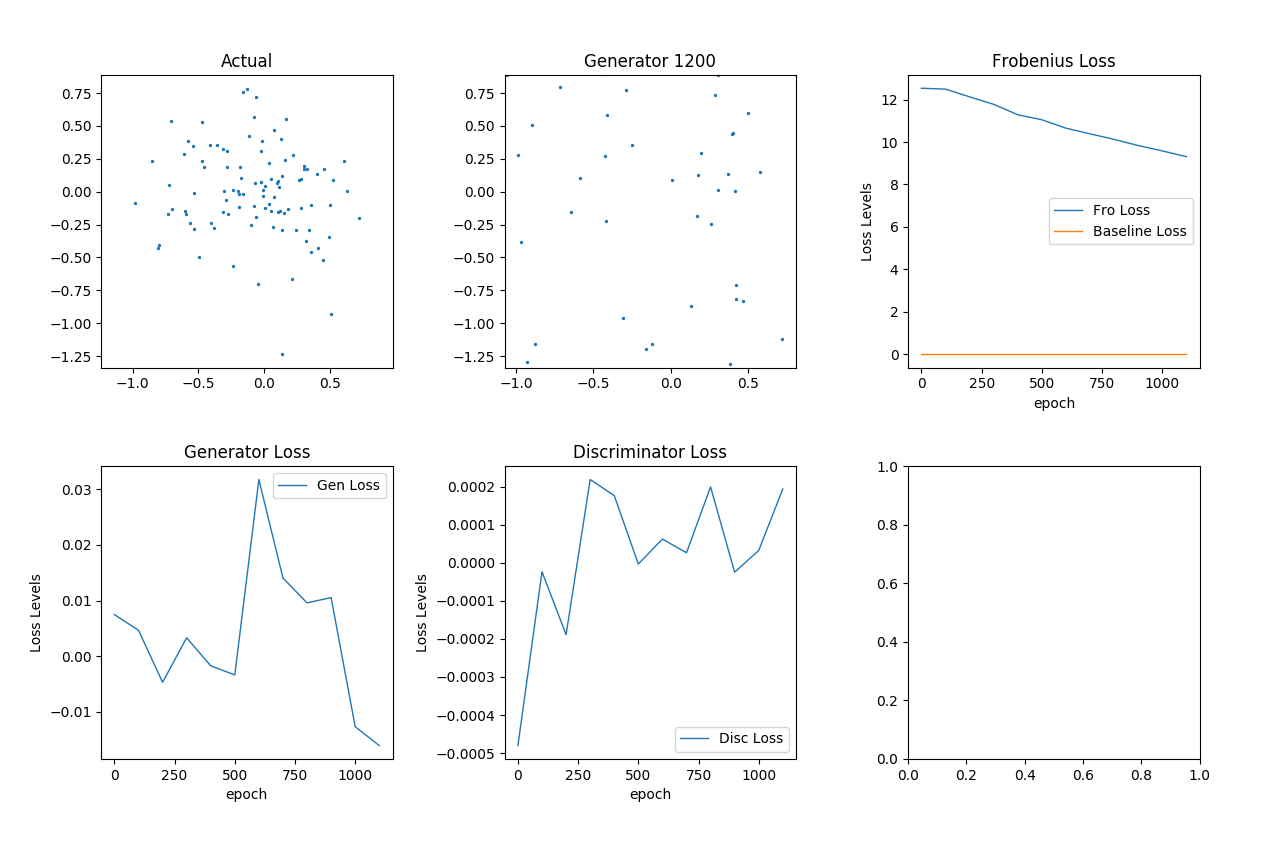 Actual
0.75
0.50
0.25
0.00
−0.25
−0.50
−0.75
−1.00
−1.25
−1.0 −0.5 0.0 0.5
Generator 1200
0.75
0.50
0.25
0.00
−0.25
−0.50
−0.75
−1.00
−1.25
−1.0 −0.5 0.0 0.5
Frobenius Loss
Loss Levels
12
10
8
6
4
2
0
Fro Loss
Baseline Loss
0 250 500 750 1000
epoch
Generator Loss
Loss Levels
0.03
0.02
0.01
0.00
−0.01
Gen Loss
0 250 500 750 1000
epoch
Discriminator Loss
Loss Levels
0.0002
0.0001
0.0000
−0.0001
−0.0002
−0.0003
−0.0004
−0.0005
Disc Loss
0 250 500 750 1000
epoch
1.0
0.8
0.6
0.4
0.2
0.0
0.0 0.2 0.4 0.6 0.8 1.0